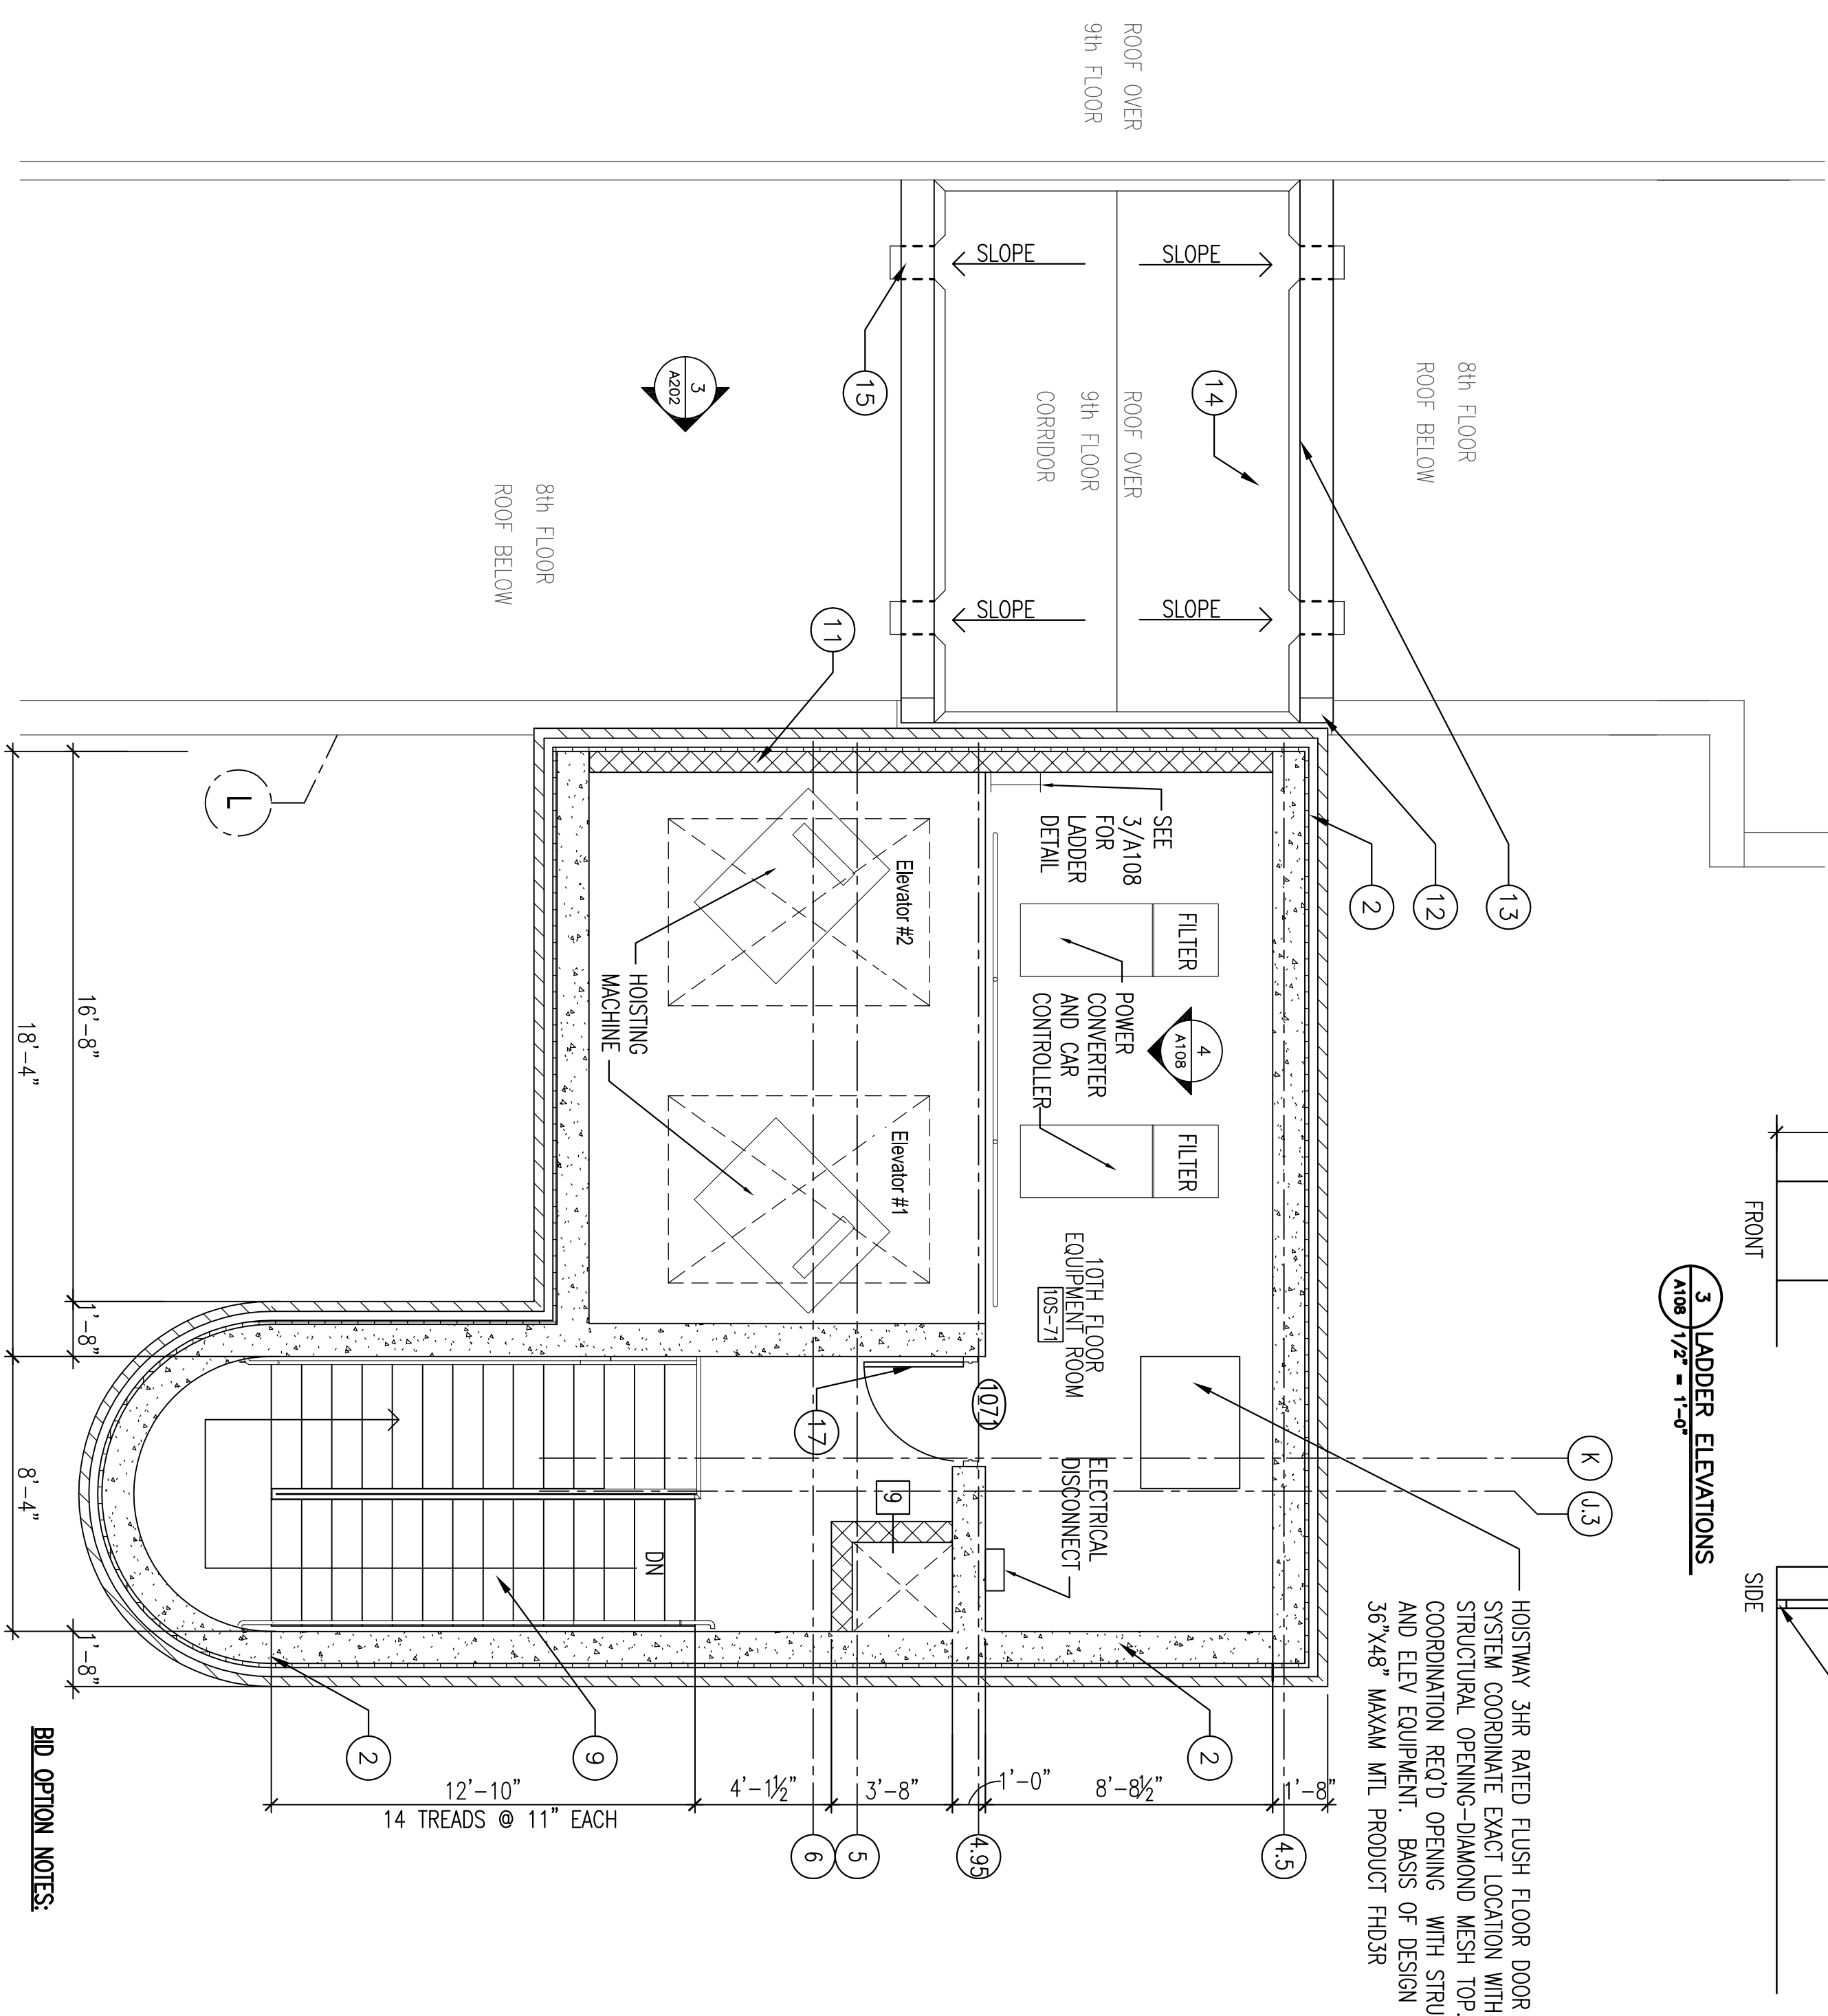 ROOF OVER
9th FLOOR
SLOPE
SLOPE
SLOPE
SLOPE
8th FLOOR
ROOF BELOW
ROOF OVER
9th FLOOR
CORRIDOR
14
15
3
A202
8th FLOOR
ROOF BELOW
11
13
12
2
L
SEE
3/A108
FOR
LADDER
DETAIL
FILTER
POWER
CONVERTER
AND CAR
CONTROLLER
4
A108
FILTER
Elevator #2
HOISTING
MACHINE
Elevator #1
10TH FLOOR
EQUIPMENT ROOM
10S-71
1071
17
ELECTRICAL
DISCONNECT
9
DN
16'-8"
1'-8"
18'-4"
8'-4"
1'-8"
FRONT
SIDE
3
A108
LADDER ELEVATIONS
1/2" = 1'-0"
K
J.3
HOISTWAY 3HR RATED FLUSH FLOOR DOOR
SYSTEM COORDINATE EXACT LOCATION WITH
STRUCTURAL OPENING-DIAMOND MESH TOP.
COORDINATION REQ'D OPENING WITH STRU
AND ELEV EQUIPMENT. BASIS OF DESIGN
36"X48" MAXAM MTL PRODUCT FHD3R
2
9
2
12'-10"
14 TREADS @ 11" EACH
4'-1½"
3'-8"
1'-0"
8'-8½"
1'-8"
6
5
4.95
4.5
BID OPTION NOTES: